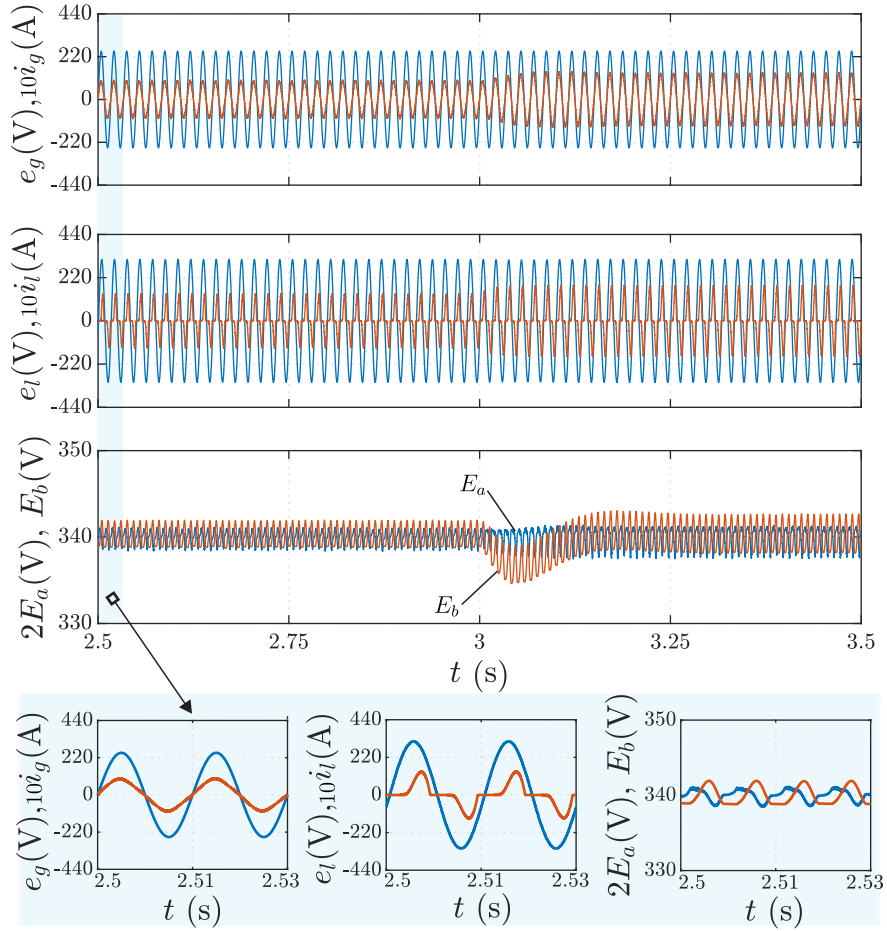 e_g(V),10i_g(A)
440
220
0
-220
-440
e_l(V),10i_l(A)
440
220
0
-220
-440
2E_a(V), E_b(V)
350
340
330
E_a
E_b
2.5 2.75 3 3.25 3.5
t (s)
e_g(V),10i_g(A)
440
220
0
-220
-440
2.5 2.51 2.53
t (s)
e_l(V),10i_l(A)
440
220
0
-220
-440
2.5 2.51 2.53
t (s)
2E_a(V), E_b(V)
350
340
330
2.5 2.51 2.53
t (s)